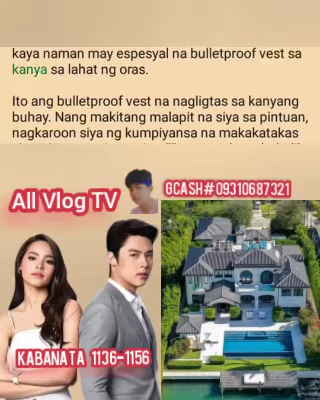 kaya naman may espesyal na bulletproof vest sa
kanya sa lahat ng oras.
Ito ang bulletproof vest na nagligtas sa kanyang
buhay. Nang makitang malapit na siya sa pintuan,
nagkaroon siya ng kumpiyansa na makakatakas
All Vlog TV
GCASH#09310687321
KABANATA 1136-1156